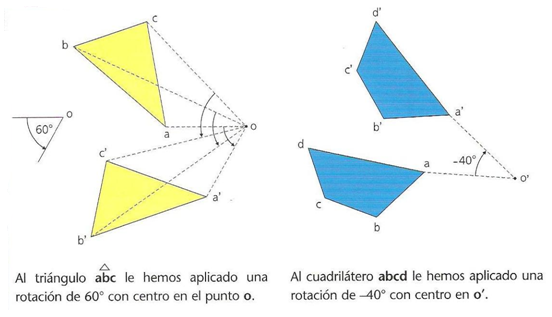 c
b
o
60°
a
o
c'
a'
b'
△
Al triángulo abc le hemos aplicado una
rotación de 60° con centro en el punto o.
d'
c'
b'
a'
d
a
-40°
o'
c
b
Al cuadrilátero abcd le hemos aplicado una
rotación de –40° con centro en o'.